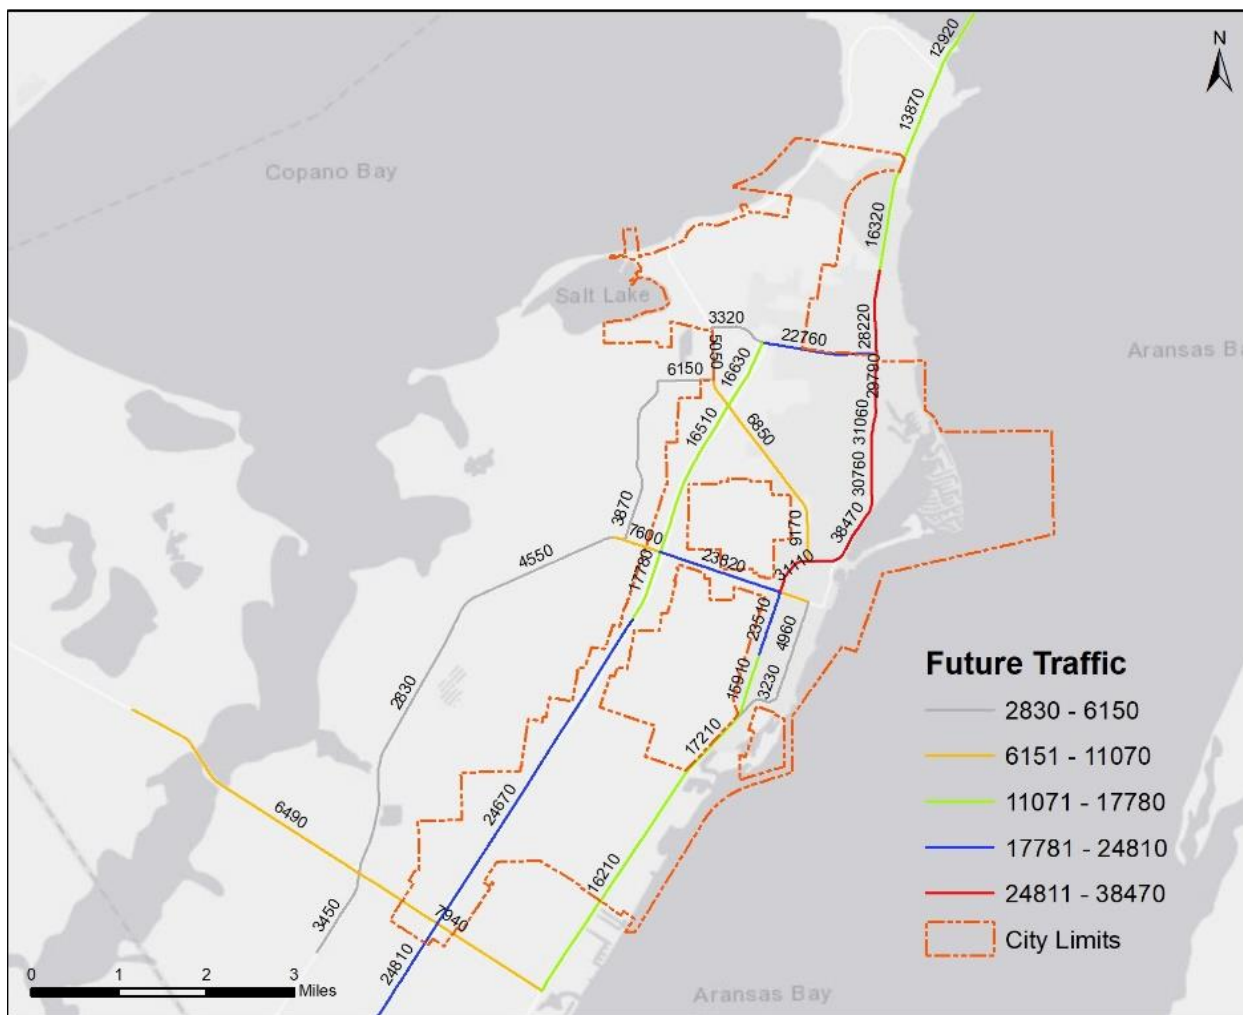 12920
N
13870
Copano Bay
16320
Salt Lake
3320
22760
28220
Aransas Ba
5050
16630
29790
6150
16510
6850
31060
30760
3870
7600
9170
38470
4550
23820
31110
17780
23510
4960
Future Traffic
15910
3230
2830
2830 - 6150
17210
6151 - 11070
24670
11071 - 17780
6490
17781 - 24810
16210
24811 - 38470
7940
3450
City Limits
24810
0 1 2 3
Miles
Aransas Bay